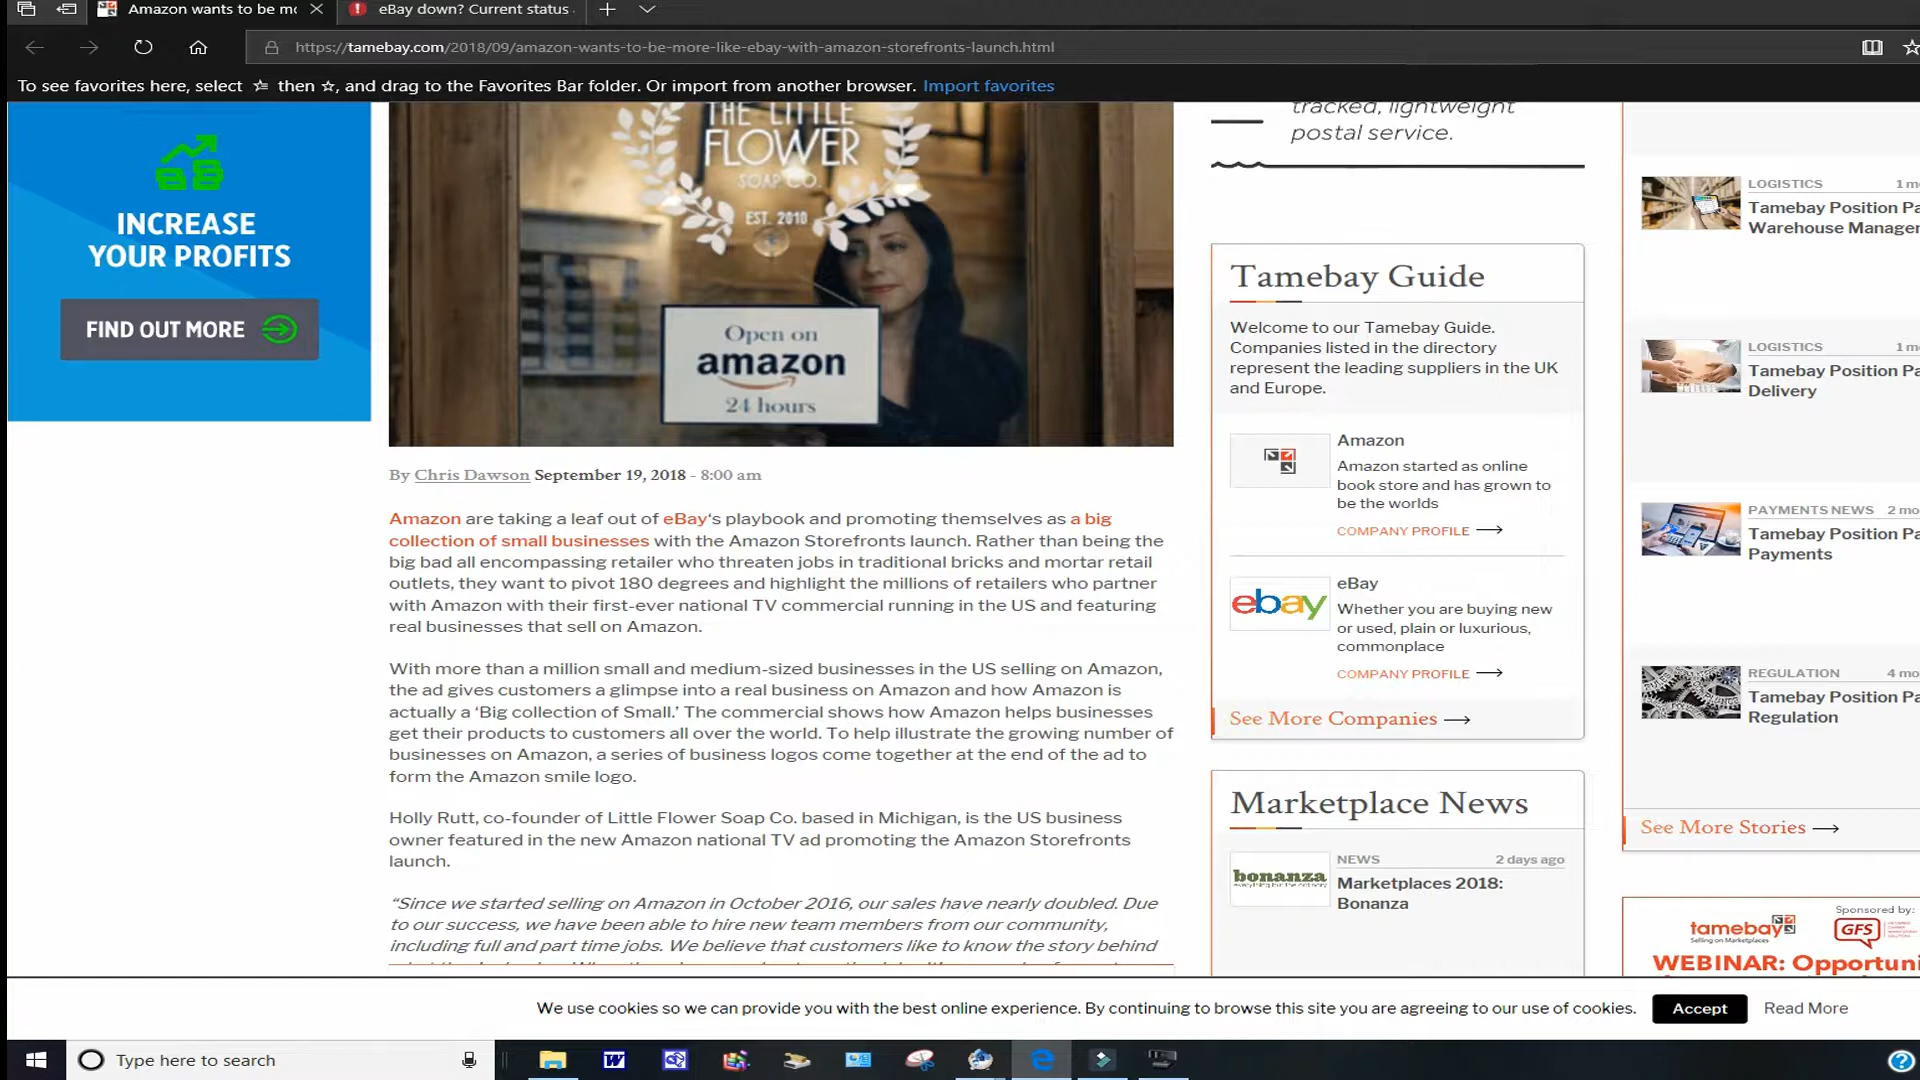 Amazon wants to be mo
eBay down? Current status
https://tamebay.com/2018/09/amazon-wants-to-be-more-like-ebay-with-amazon-storefronts-launch.html
To see favorites here, select then , and drag to the Favorites Bar folder. Or import from another browser. Import favorites
INCREASE
YOUR PROFITS
FIND OUT MORE
THE LITTLE
FLOWER
SOAP CO.
EST. 2010
Open on
amazon
24 hours
By Chris Dawson September 19, 2018 - 8:00 am
Amazon are taking a leaf out of eBay‘s playbook and promoting themselves as a big
collection of small businesses with the Amazon Storefronts launch. Rather than being the
big bad all encompassing retailer who threaten jobs in traditional bricks and mortar retail
outlets, they want to pivot 180 degrees and highlight the millions of retailers who partner
with Amazon with their first-ever national TV commercial running in the US and featuring
real businesses that sell on Amazon.
With more than a million small and medium-sized businesses in the US selling on Amazon,
the ad gives customers a glimpse into a real business on Amazon and how Amazon is
actually a ‘Big collection of Small.’ The commercial shows how Amazon helps businesses
get their products to customers all over the world. To help illustrate the growing number of
businesses on Amazon, a series of business logos come together at the end of the ad to
form the Amazon smile logo.
Holly Rutt, co-founder of Little Flower Soap Co. based in Michigan, is the US business
owner featured in the new Amazon national TV ad promoting the Amazon Storefronts
launch.
“Since we started selling on Amazon in October 2016, our sales have nearly doubled. Due
to our success, we have been able to hire new team members from our community,
including full and part time jobs. We believe that customers like to know the story behind
tracked, lightweight
postal service.
Tamebay Guide
Welcome to our Tamebay Guide.
Companies listed in the directory
represent the leading suppliers in the UK
and Europe.
Amazon
Amazon started as online
book store and has grown to
be the worlds
COMPANY PROFILE
ebay
eBay
Whether you are buying new
or used, plain or luxurious,
commonplace
COMPANY PROFILE
See More Companies
Marketplace News
bonanza
everything but the ordinary
NEWS 2 days ago
Marketplaces 2018:
Bonanza
LOGISTICS 1 mo
Tamebay Position Pa
Warehouse Manager
LOGISTICS 1 mo
Tamebay Position Pa
Delivery
PAYMENTS NEWS 2 mo
Tamebay Position Pa
Payments
REGULATION 4 mo
Tamebay Position Pa
Regulation
See More Stories
Sponsored by:
tamebay
Selling on Marketplaces
GFS
WEBINAR: Opportuni
We use cookies so we can provide you with the best online experience. By continuing to browse this site you are agreeing to our use of cookies. Accept Read More
Type here to search